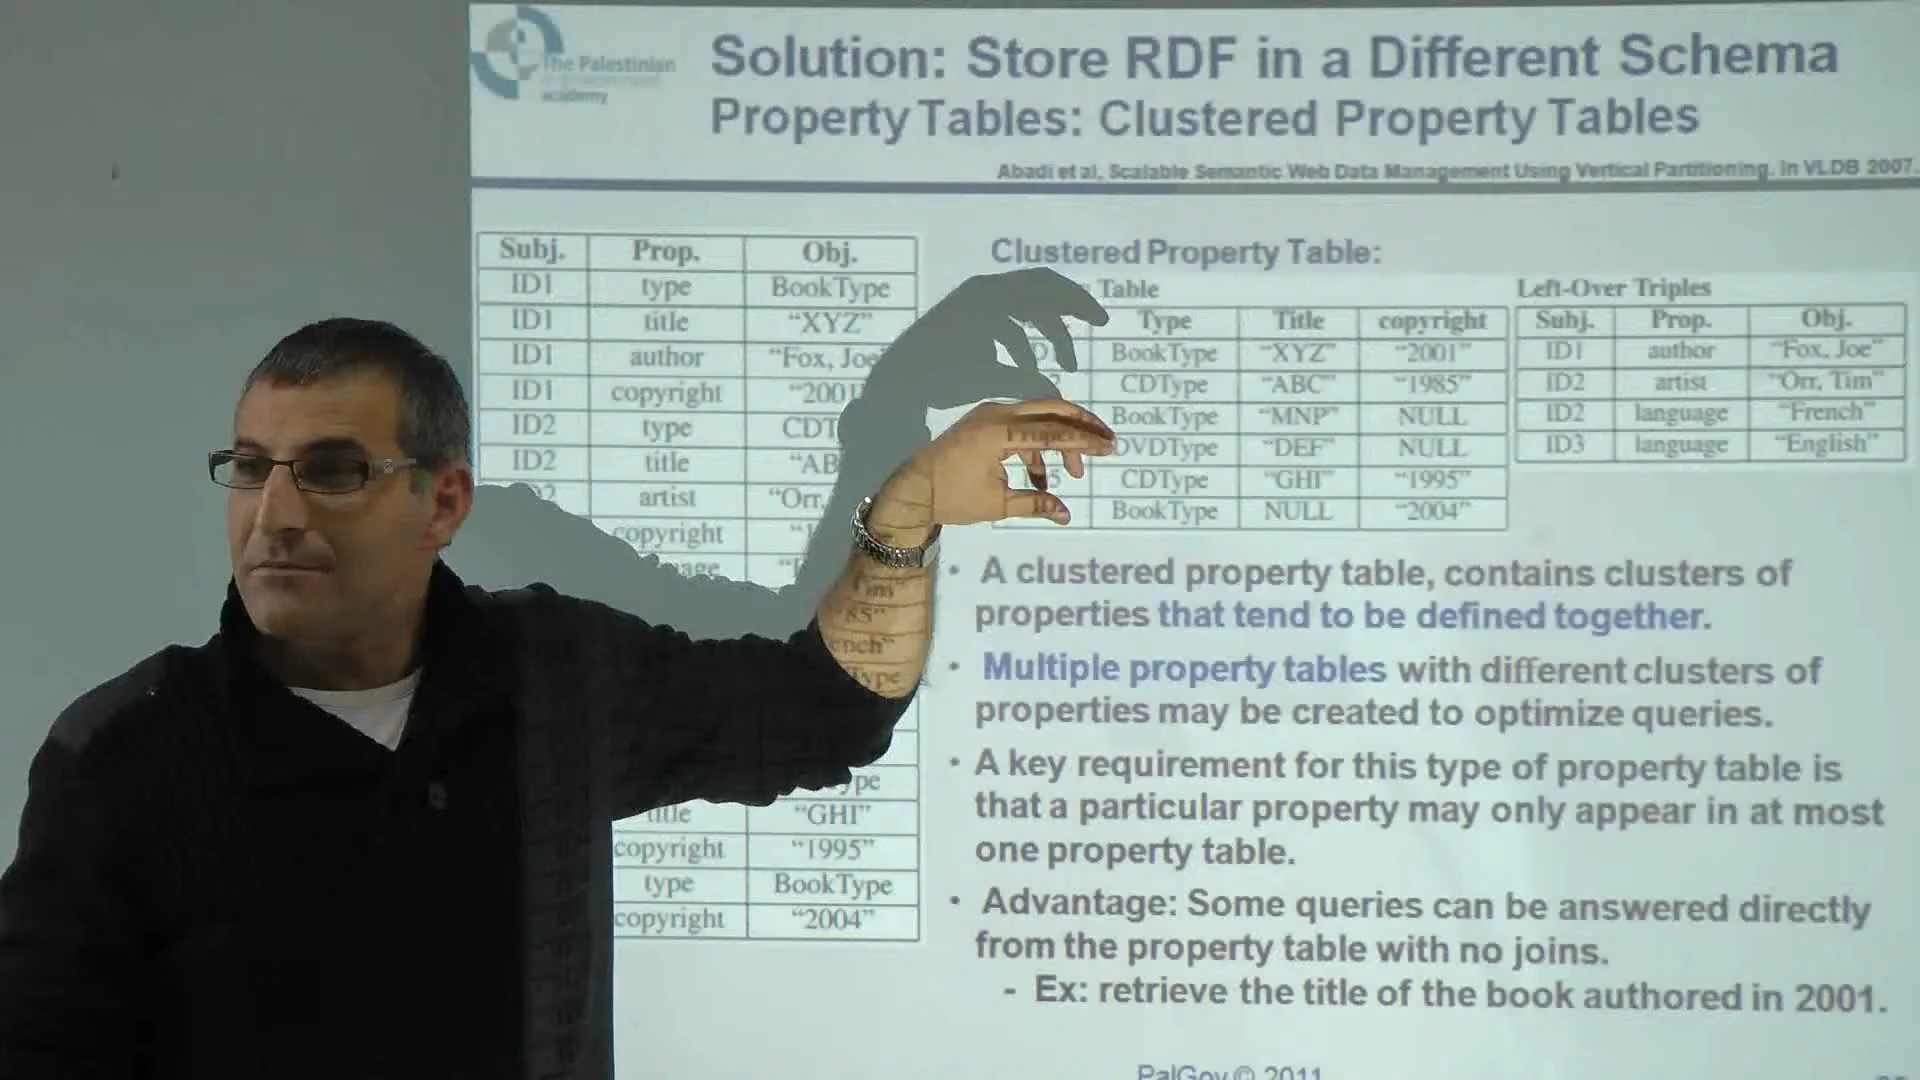 The Palestinian
academy
Solution: Store RDF in a Different Schema
Property Tables: Clustered Property Tables
Abadi et al, Scalable Semantic Web Data Management Using Vertical Partitioning. In VLDB 2007.
Subj. Prop. Obj.
ID1 type BookType
ID1 title “XYZ”
ID1 author “Fox, Joe”
ID1 copyright “2001
ID2 type CDT
ID2 title “AB
artist “Orr,
copyright
title “GHI”
copyright “1995”
type BookType
copyright “2004”
Clustered Property Table:
Table
Type Title copyright
BookType “XYZ” “2001”
CDType “ABC” “1985”
BookType “MNP” NULL
DVDType “DEF” NULL
CDType “GHI” “1995”
BookType NULL “2004”
Left-Over Triples
Subj. Prop. Obj.
ID1 author “Fox, Joe”
ID2 artist “Orr, Tim”
ID2 language “French”
ID3 language “English”
• A clustered property table, contains clusters of
properties that tend to be defined together.
• Multiple property tables with different clusters of
properties may be created to optimize queries.
• A key requirement for this type of property table is
that a particular property may only appear in at most
one property table.
• Advantage: Some queries can be answered directly
from the property table with no joins.
- Ex: retrieve the title of the book authored in 2001.
PalGov © 2011